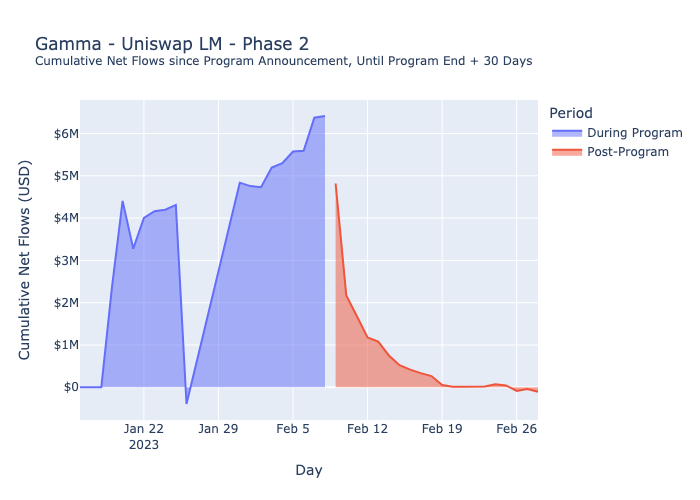 Gamma - Uniswap LM - Phase 2
Cumulative Net Flows since Program Announcement, Until Program End + 30 Days
Period
During Program
Post-Program
Cumulative Net Flows (USD)
$6M
$5M
$4M
$3M
$2M
$1M
$0
Jan 22
2023
Jan 29
Feb 5
Feb 12
Feb 19
Feb 26
Day